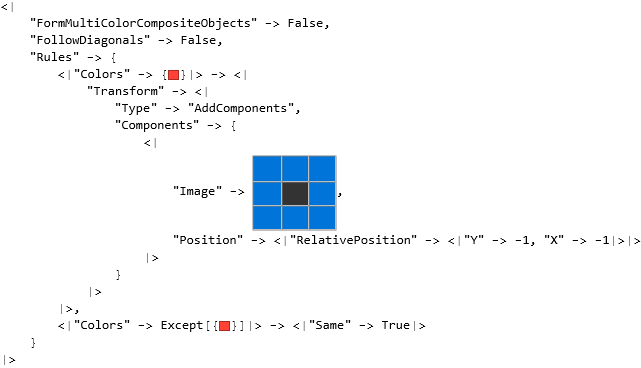 <|
"FormMultiColorCompositeObjects" -> False,
"FollowDiagonals" -> False,
"Rules" -> {
<|"Colors" -> {}|> -> <|
"Transform" -> <|
"Type" -> "AddComponents",
"Components" -> {
<|
"Image" -> ,
"Position" -> <|"RelativePosition" -> <|"Y" -> -1, "X" -> -1|>|>
|>
}
|>
|>,
<|"Colors" -> Except[{}]|> -> <|"Same" -> True|>
}
|>